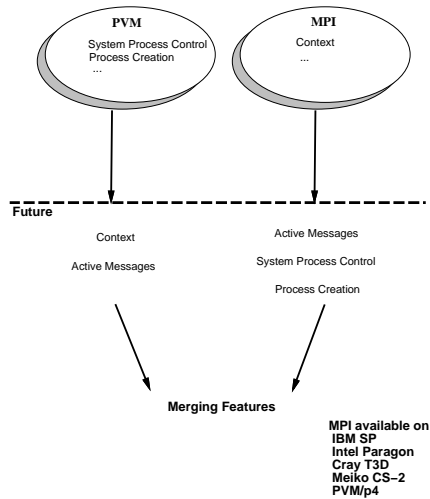 PVM
System Process Control
Process Creation
...
MPI
Context
...
Future
Context
Active Messages
Active Messages
System Process Control
Process Creation
Merging Features
MPI available on
IBM SP
Intel Paragon
Cray T3D
Meiko CS-2
PVM/p4